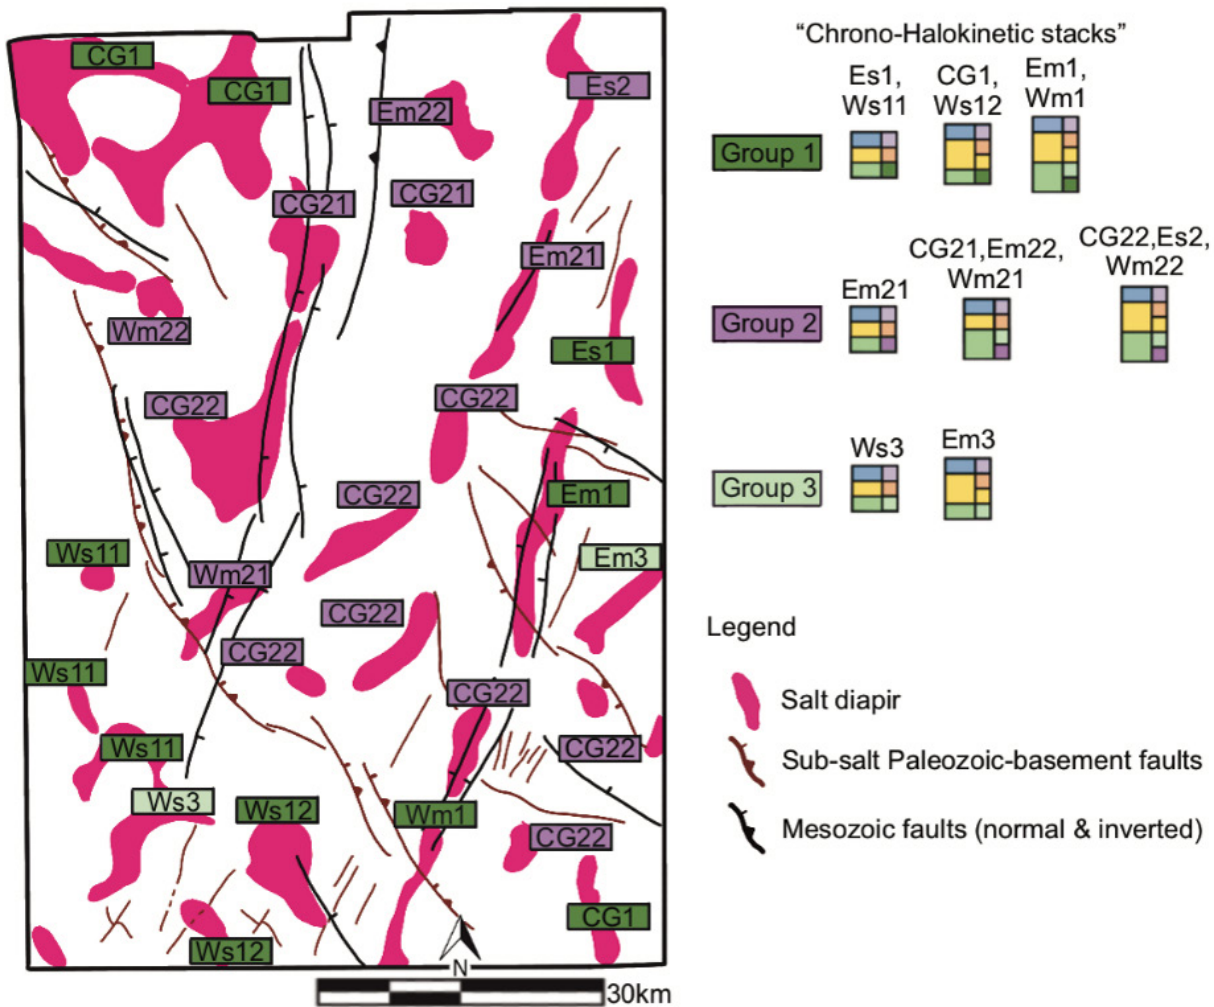 CG1
CG1
Es2
Em22
CG21
CG21
Em21
Wm22
Es1
CG22
CG22
CG22
Em1
Ws11
Em3
Wm21
CG22
CG22
Ws11
CG22
Ws11
CG22
Ws3
Ws12
Wm1
CG22
CG1
Ws12
N
30km
“Chrono-Halokinetic stacks”
Es1,
Ws11
CG1,
Ws12
Em1,
Wm1
Group 1
Em21
CG21,Em22,
Wm21
CG22,Es2,
Wm22
Group 2
Ws3
Em3
Group 3
Legend
Salt diapir
Sub-salt Paleozoic-basement faults
Mesozoic faults (normal & inverted)